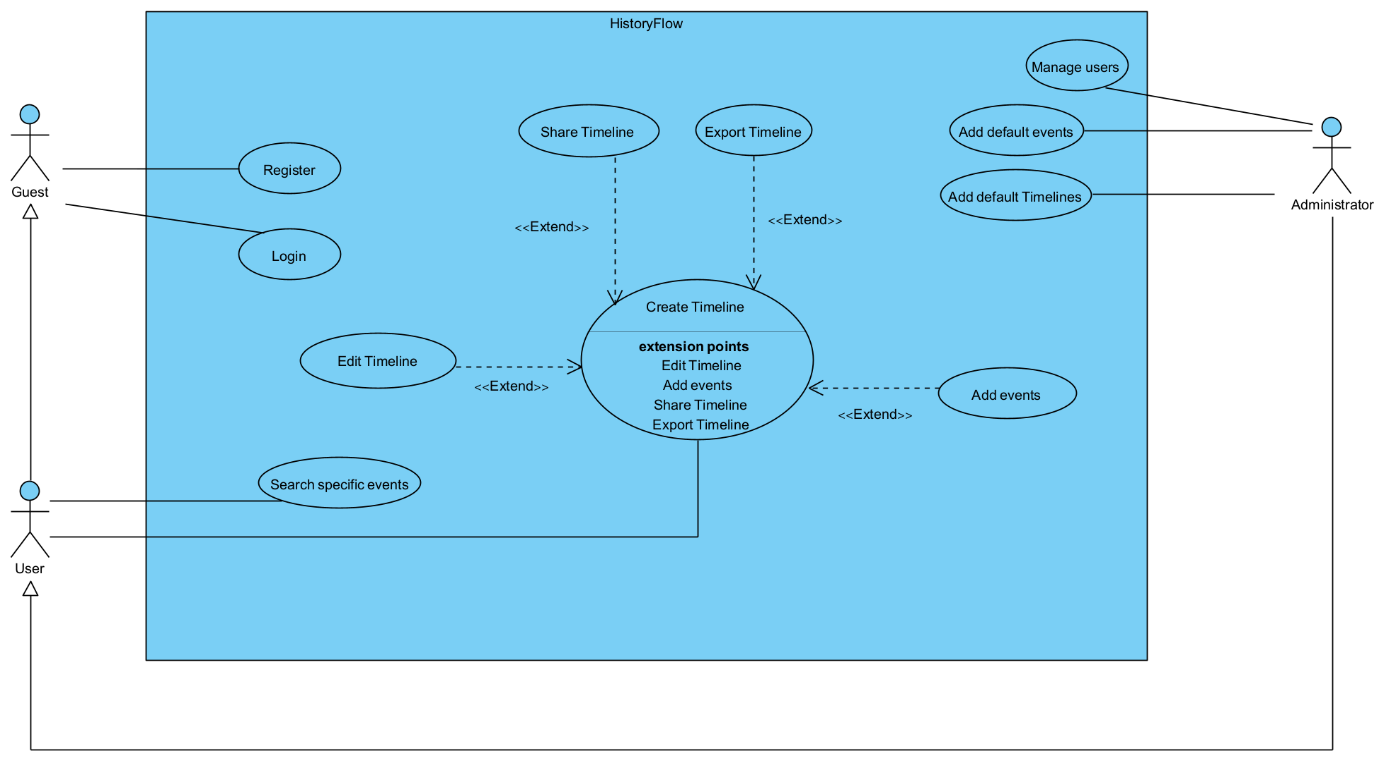 HistoryFlow
Manage users
Share Timeline
Export Timeline
Add default events
Register
Guest
Add default Timelines
Administrator
<<Extend>>
<<Extend>>
Login
Create Timeline
extension points
Edit Timeline
Add events
Share Timeline
Export Timeline
Edit Timeline
<<Extend>>
Add events
<<Extend>>
Search specific events
User